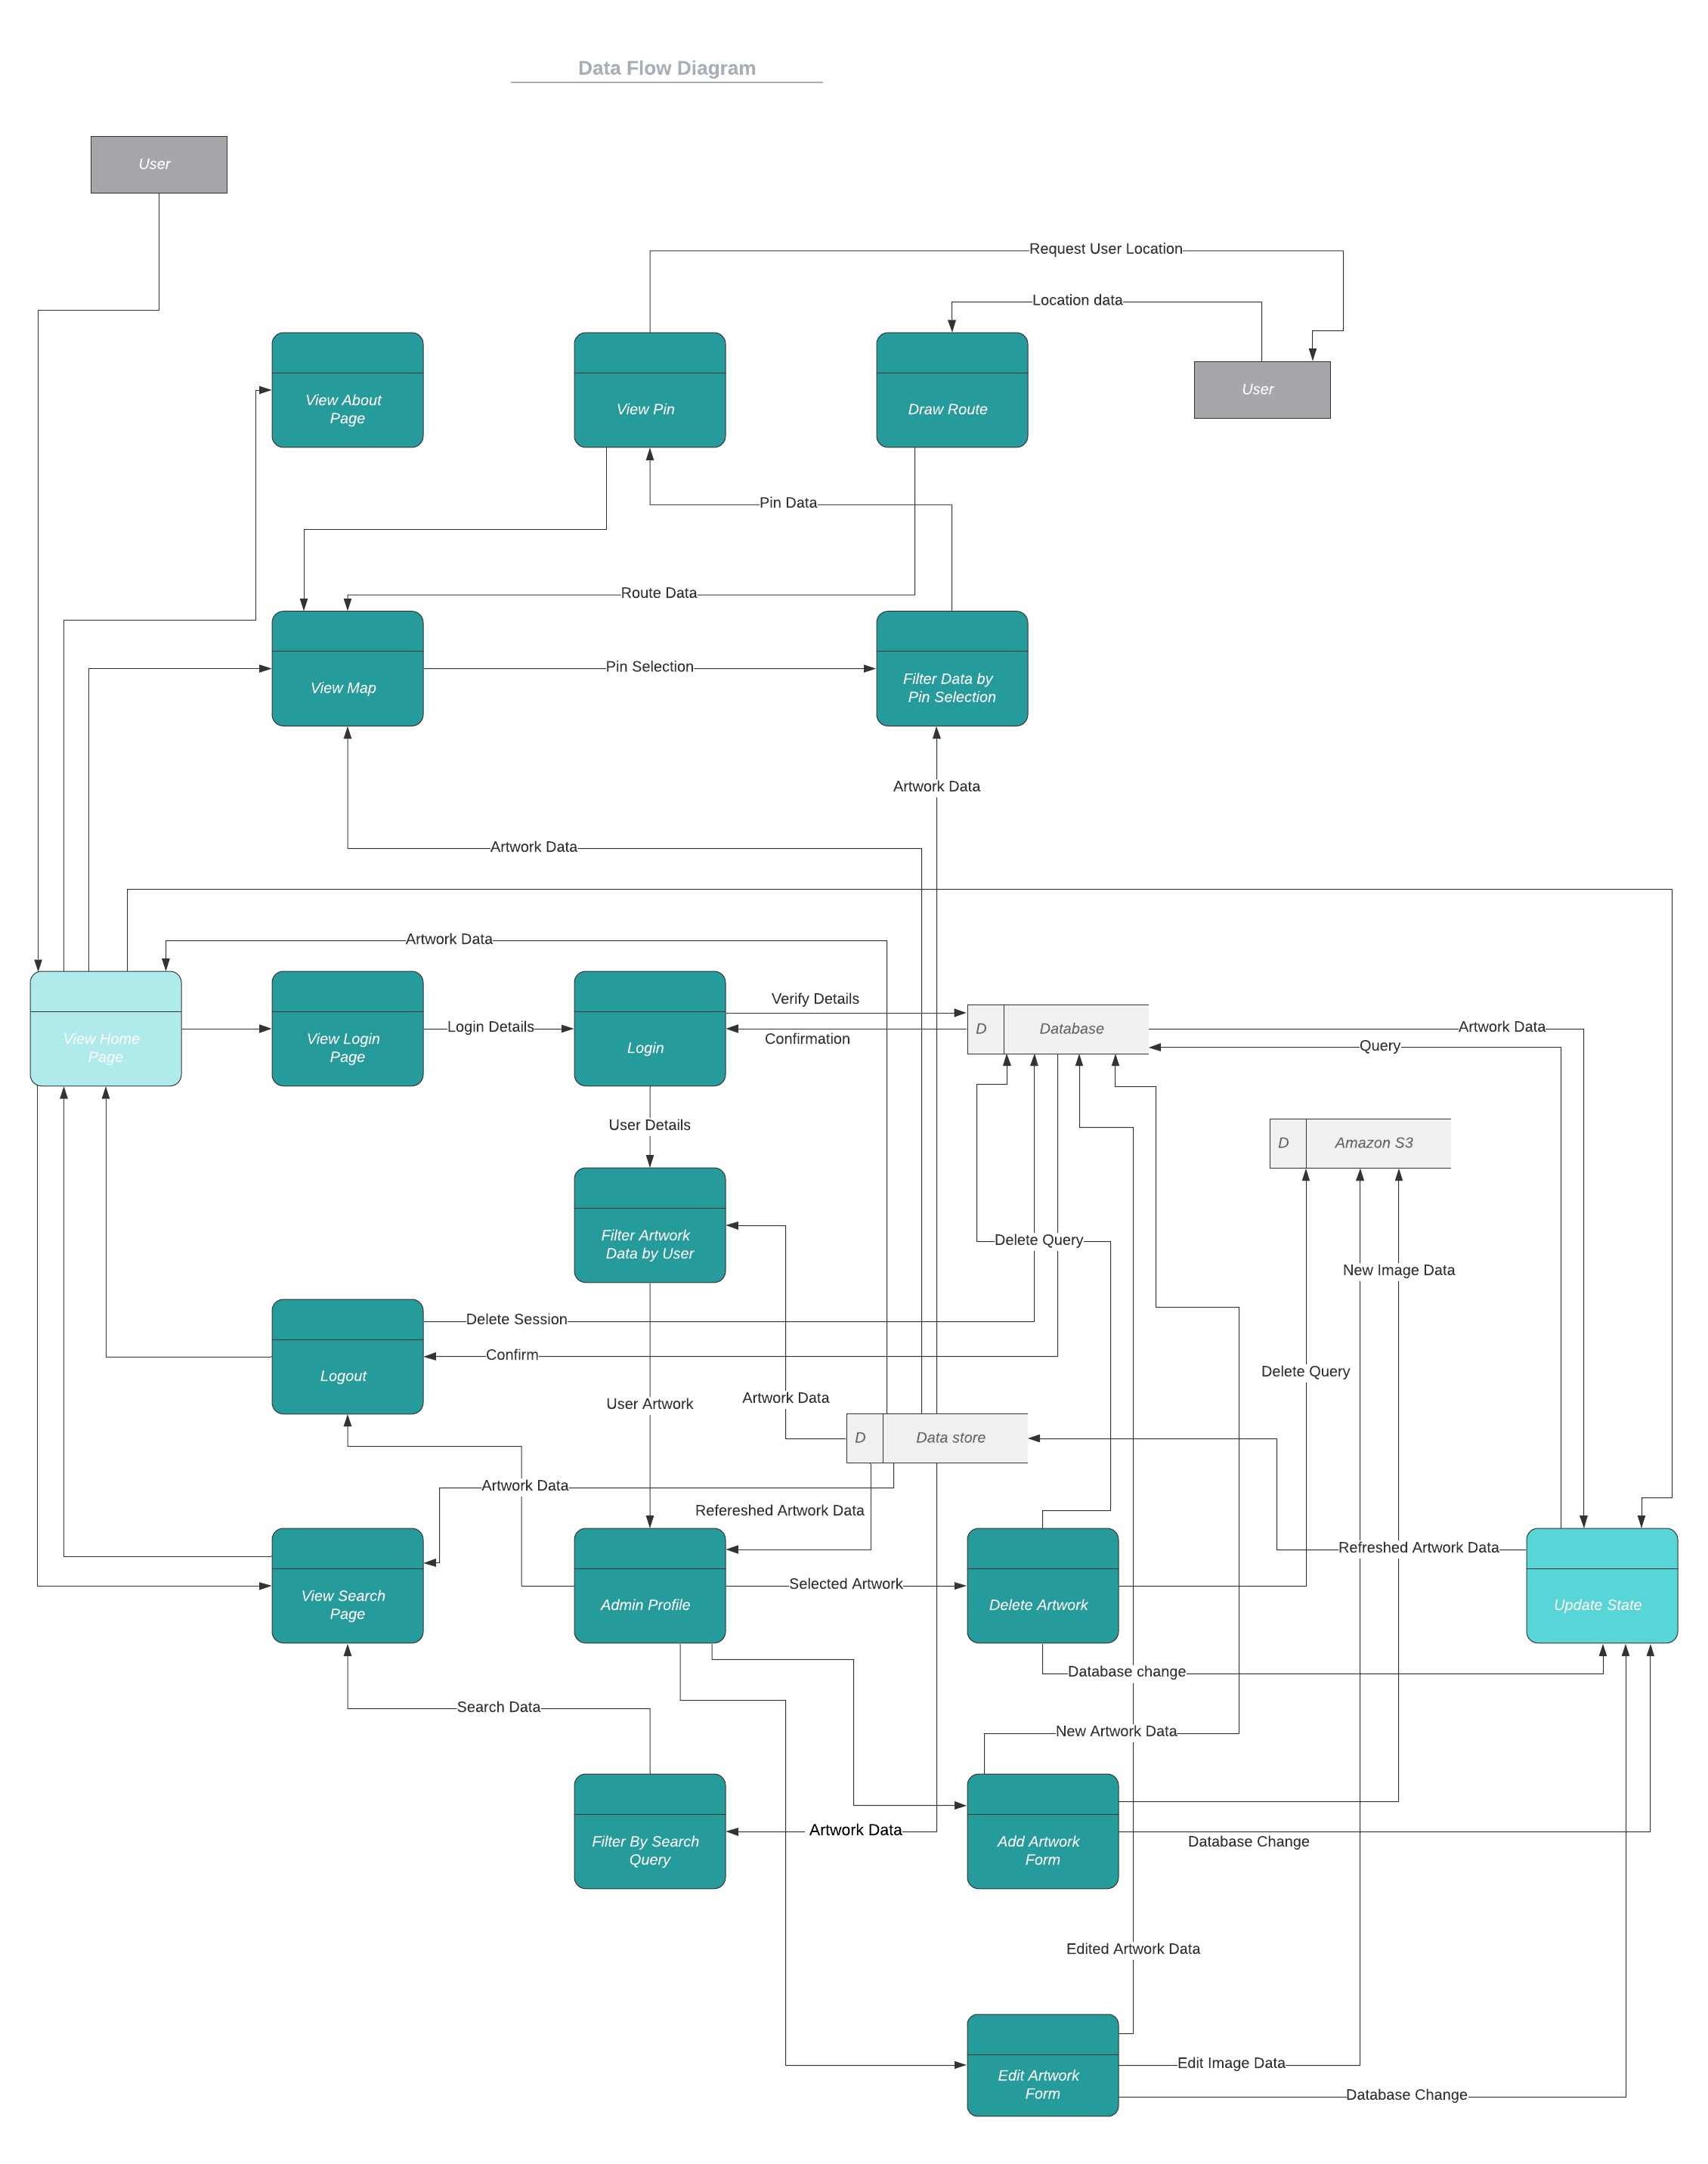 Data Flow Diagram
User
Request User Location
Location data
View About
Page
View Pin
Draw Route
User
Pin Data
Route Data
View Map
Pin Selection
Filter Data by
Pin Selection
Artwork Data
Artwork Data
Artwork Data
View Home
Page
View Login
Page
Login Details
Login
Verify Details
Confirmation
D
Database
Artwork Data
Query
User Details
D
Amazon S3
Filter Artwork
Data by User
Delete Query
New Image Data
Delete Session
Confirm
Logout
Delete Query
User Artwork
Artwork Data
D
Data store
Artwork Data
Refereshed Artwork Data
Refreshed Artwork Data
View Search
Page
Admin Profile
Selected Artwork
Delete Artwork
Update State
Database change
Search Data
New Artwork Data
Filter By Search
Query
Artwork Data
Add Artwork
Form
Database Change
Edited Artwork Data
Edit Artwork
Form
Edit Image Data
Database Change